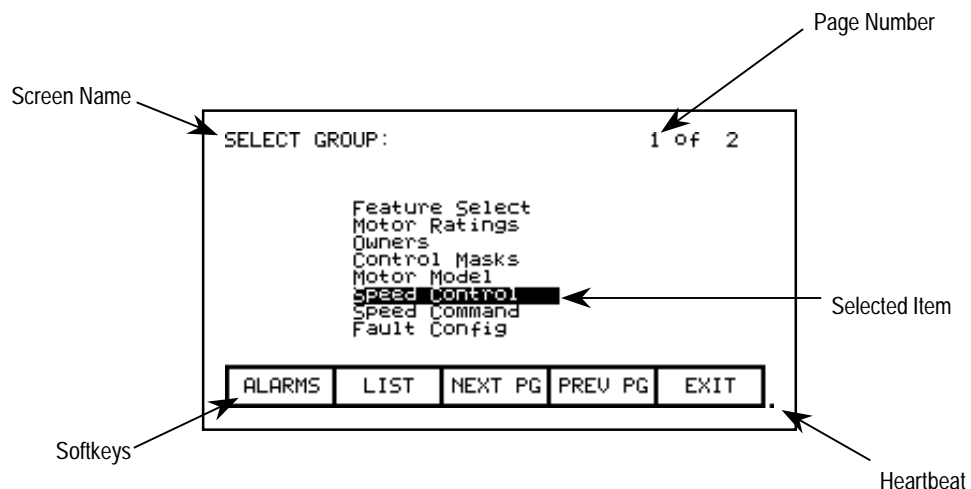 Page Number
Screen Name
SELECT GROUP: 1 of 2
Feature Select
Motor Ratings
Owners
Control Masks
Motor Model
Speed Control
Selected Item
Speed Command
Fault Config
ALARMS LIST NEXT PG PREV PG EXIT
Softkeys
Heartbeat